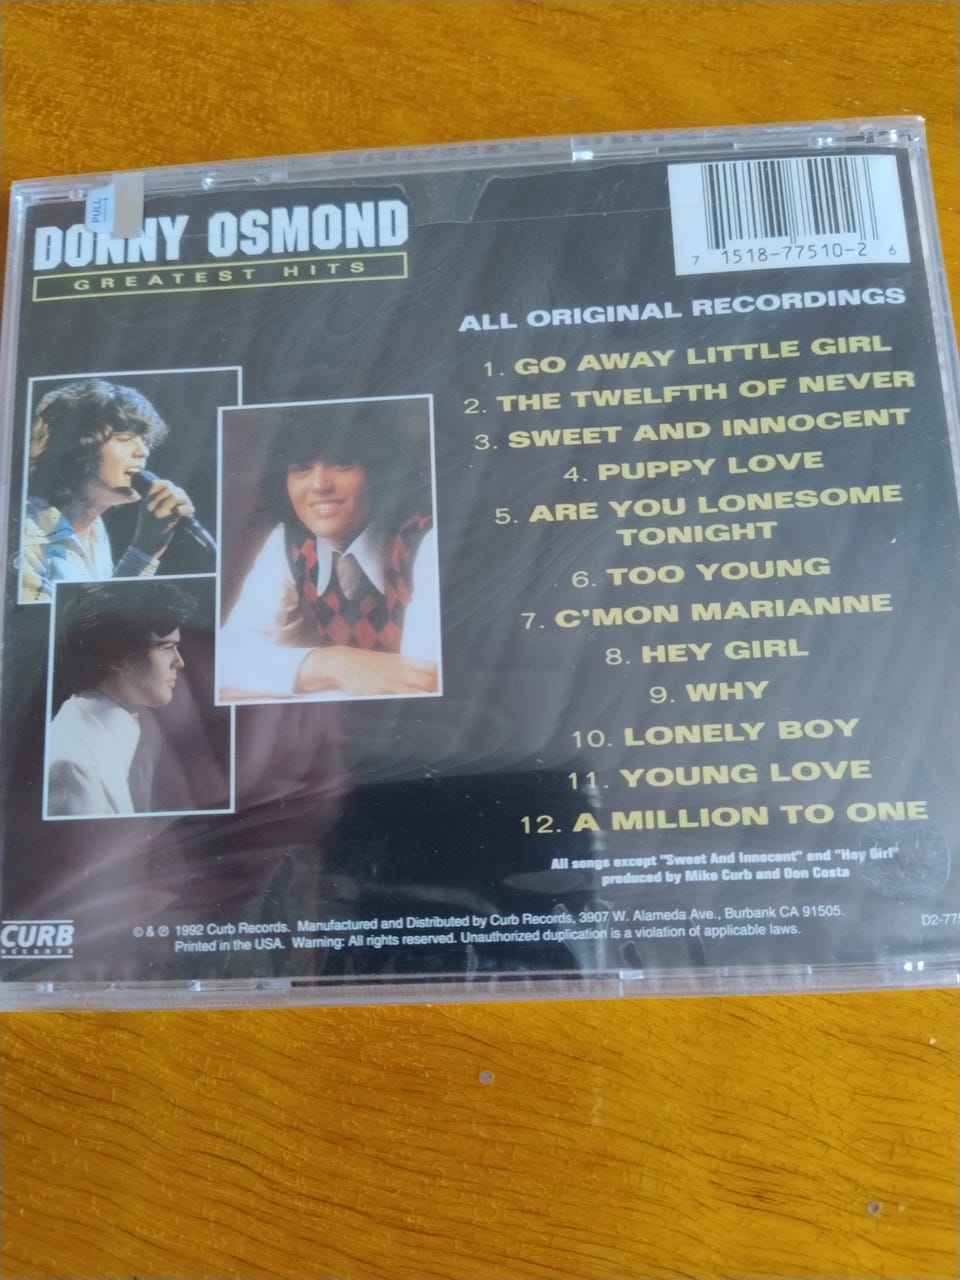 PULL
DONNY OSMOND
GREATEST HITS
7 1518-77510-2 6
ALL ORIGINAL RECORDINGS
1. GO AWAY LITTLE GIRL
2. THE TWELFTH OF NEVER
3. SWEET AND INNOCENT
4. PUPPY LOVE
5. ARE YOU LONESOME
TONIGHT
6. TOO YOUNG
7. C'MON MARIANNE
8. HEY GIRL
9. WHY
10. LONELY BOY
11. YOUNG LOVE
12. A MILLION TO ONE
All songs except "Sweet And Innocent" and "Hey Girl"
produced by Mike Curb and Don Costa
CURB
RECORDS
© & ℗ 1992 Curb Records. Manufactured and Distributed by Curb Records, 3907 W. Alameda Ave., Burbank CA 91505.
Printed in the USA. Warning: All rights reserved. Unauthorized duplication is a violation of applicable laws.
D2-775